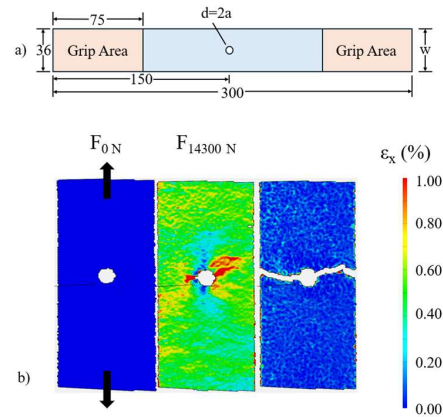 75
d=2a
a)
36
Grip Area
Grip Area
w
150
300
F0 N
F14300 N
εx (%)
1.00
0.80
0.60
0.40
0.20
0.00
b)